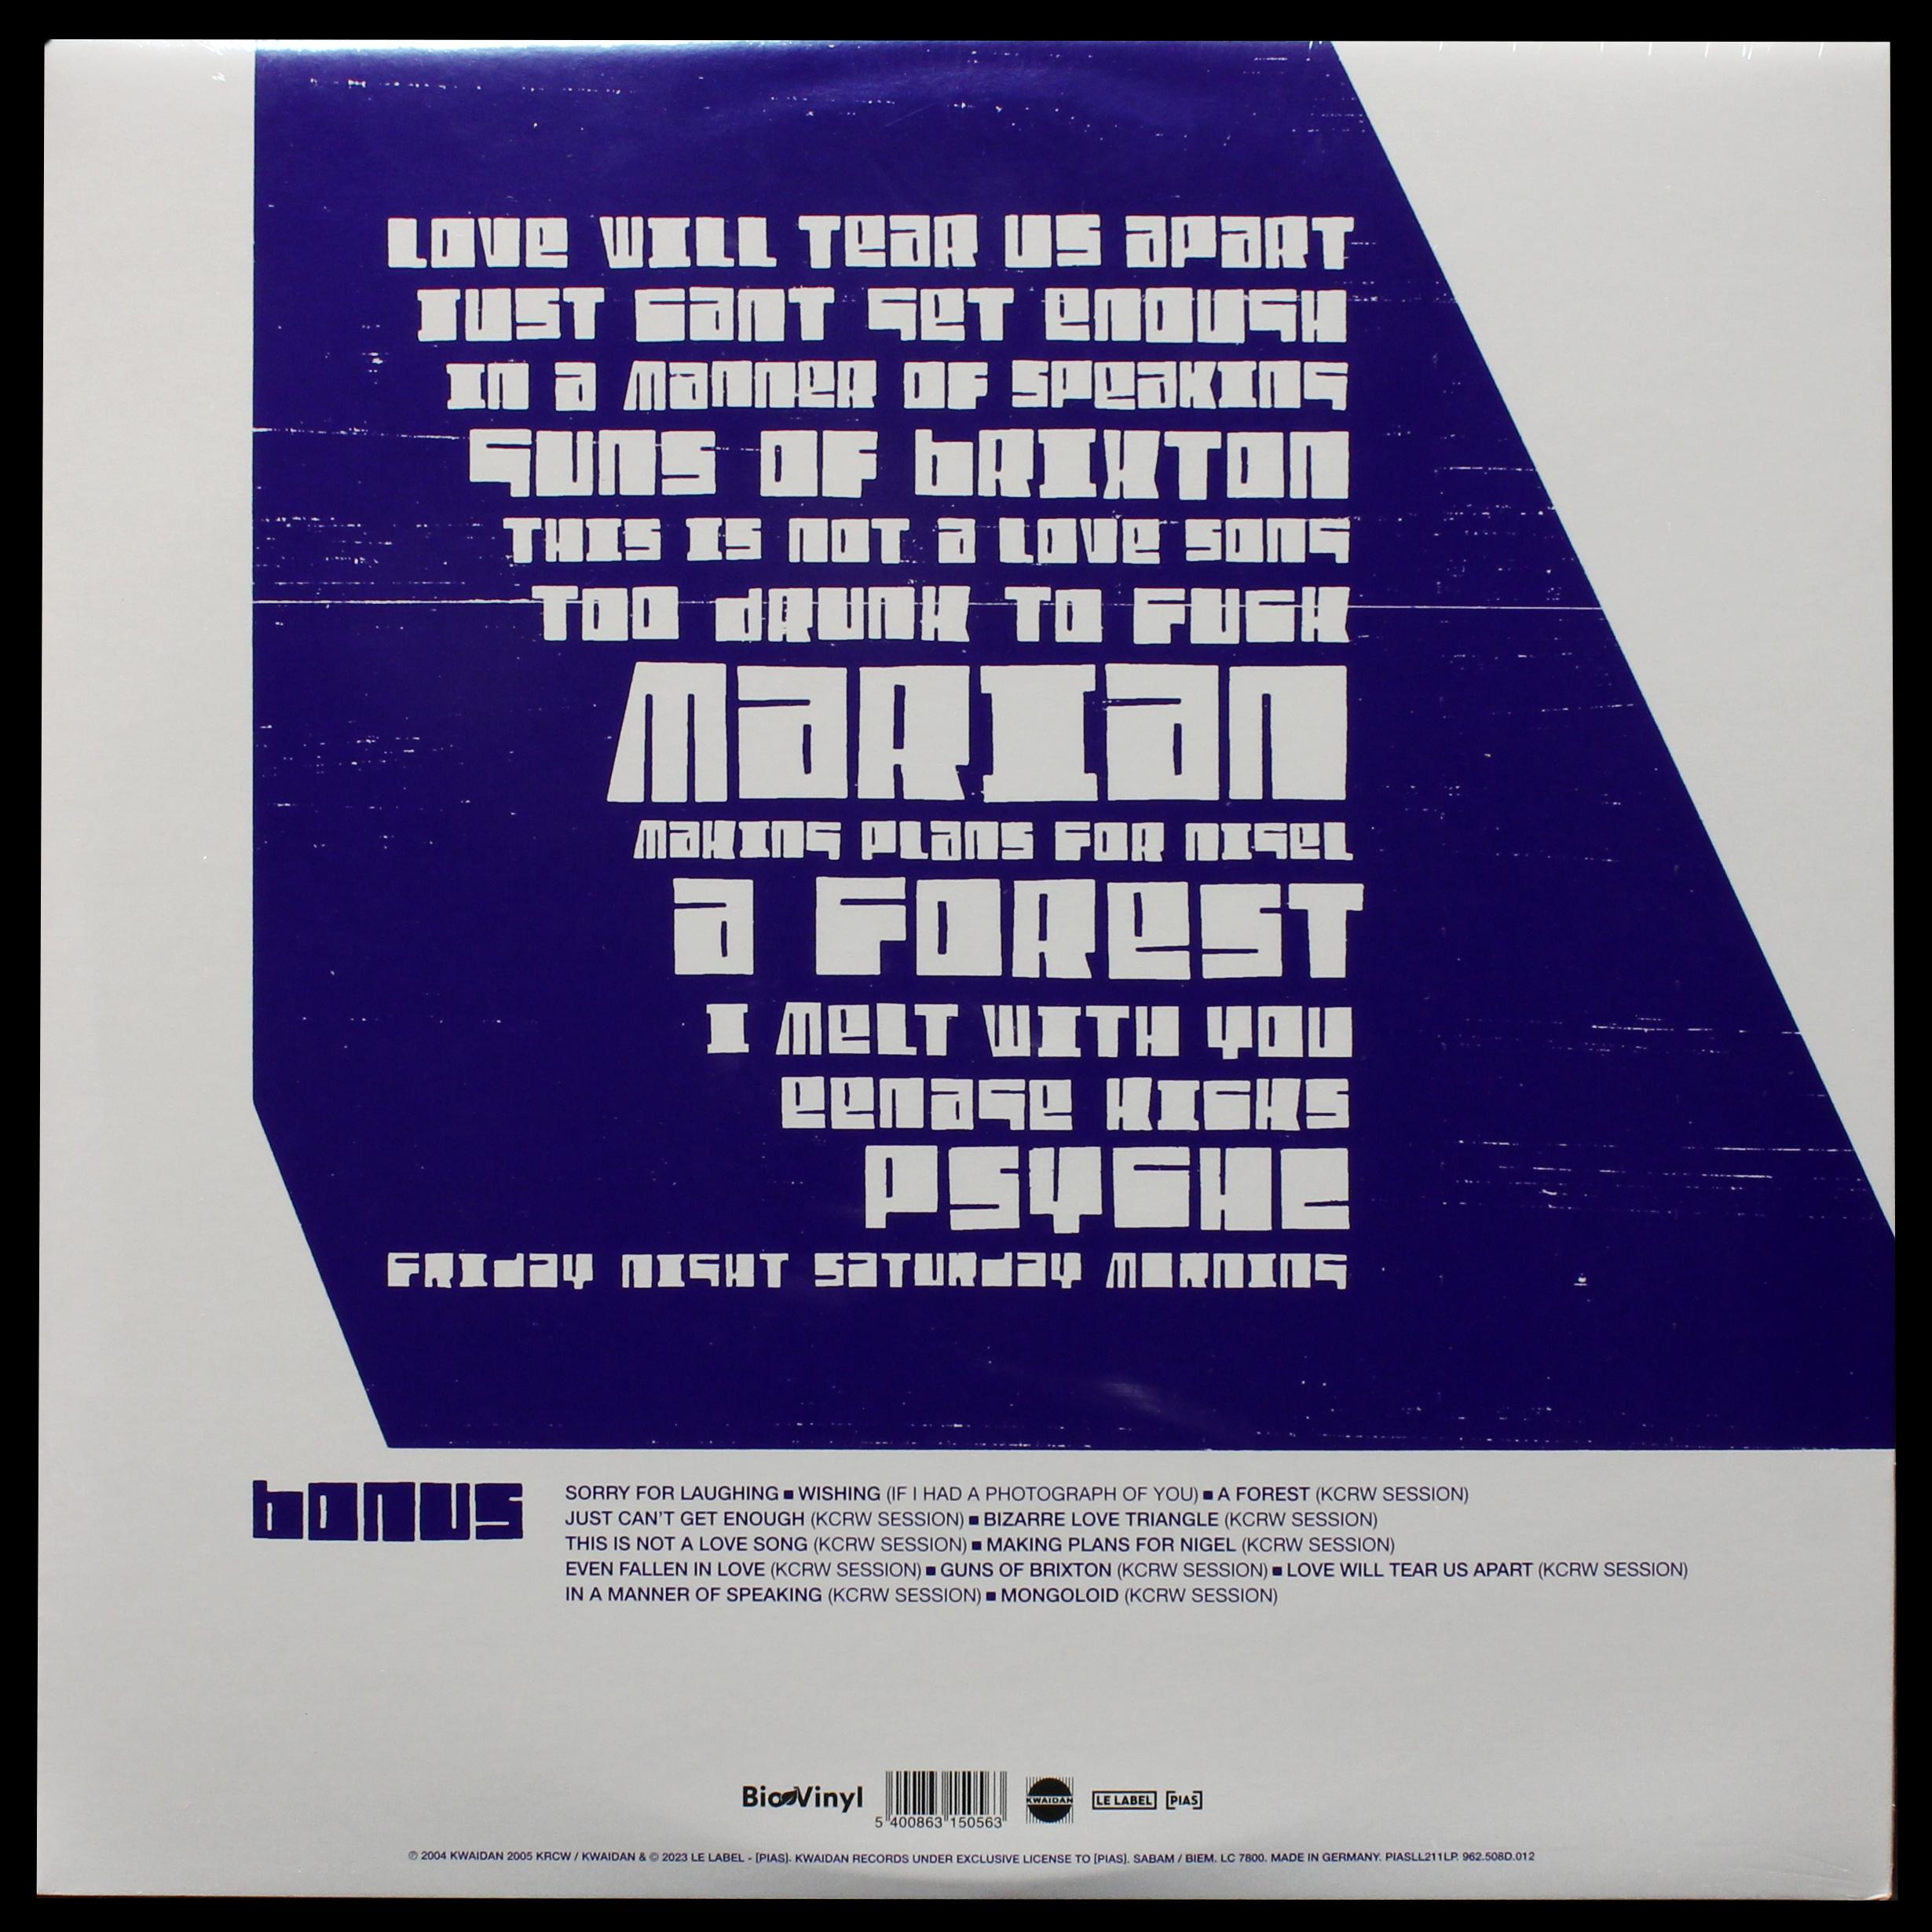 LOVE WILL TEAR US APART
JUST CANT GET ENOUGH
IN A MANNER OF SPEAKING
GUNS OF BRIXTON
THIS IS NOT A LOVE SONG
TOO DRUNK TO FUCK
MARIAN
MAKING PLANS FOR NIGEL
A FOREST
I MELT WITH YOU
EENAGE KICKS
PSYCHE
FRIDAY NIGHT SATURDAY MORNING
BONUS
SORRY FOR LAUGHING ■ WISHING (IF I HAD A PHOTOGRAPH OF YOU) ■ A FOREST (KCRW SESSION)
JUST CAN'T GET ENOUGH (KCRW SESSION) ■ BIZARRE LOVE TRIANGLE (KCRW SESSION)
THIS IS NOT A LOVE SONG (KCRW SESSION) ■ MAKING PLANS FOR NIGEL (KCRW SESSION)
EVEN FALLEN IN LOVE (KCRW SESSION) ■ GUNS OF BRIXTON (KCRW SESSION) ■ LOVE WILL TEAR US APART (KCRW SESSION)
IN A MANNER OF SPEAKING (KCRW SESSION) ■ MONGOLOID (KCRW SESSION)
BioVinyl
5 400863 150563
KWAIDAN
LE LABEL
[PIAS]
℗ 2004 KWAIDAN 2005 KRCW / KWAIDAN & © 2023 LE LABEL - [PIAS]. KWAIDAN RECORDS UNDER EXCLUSIVE LICENSE TO [PIAS]. SABAM / BIEM. LC 7800. MADE IN GERMANY. PIASLL211LP. 962.508D.012